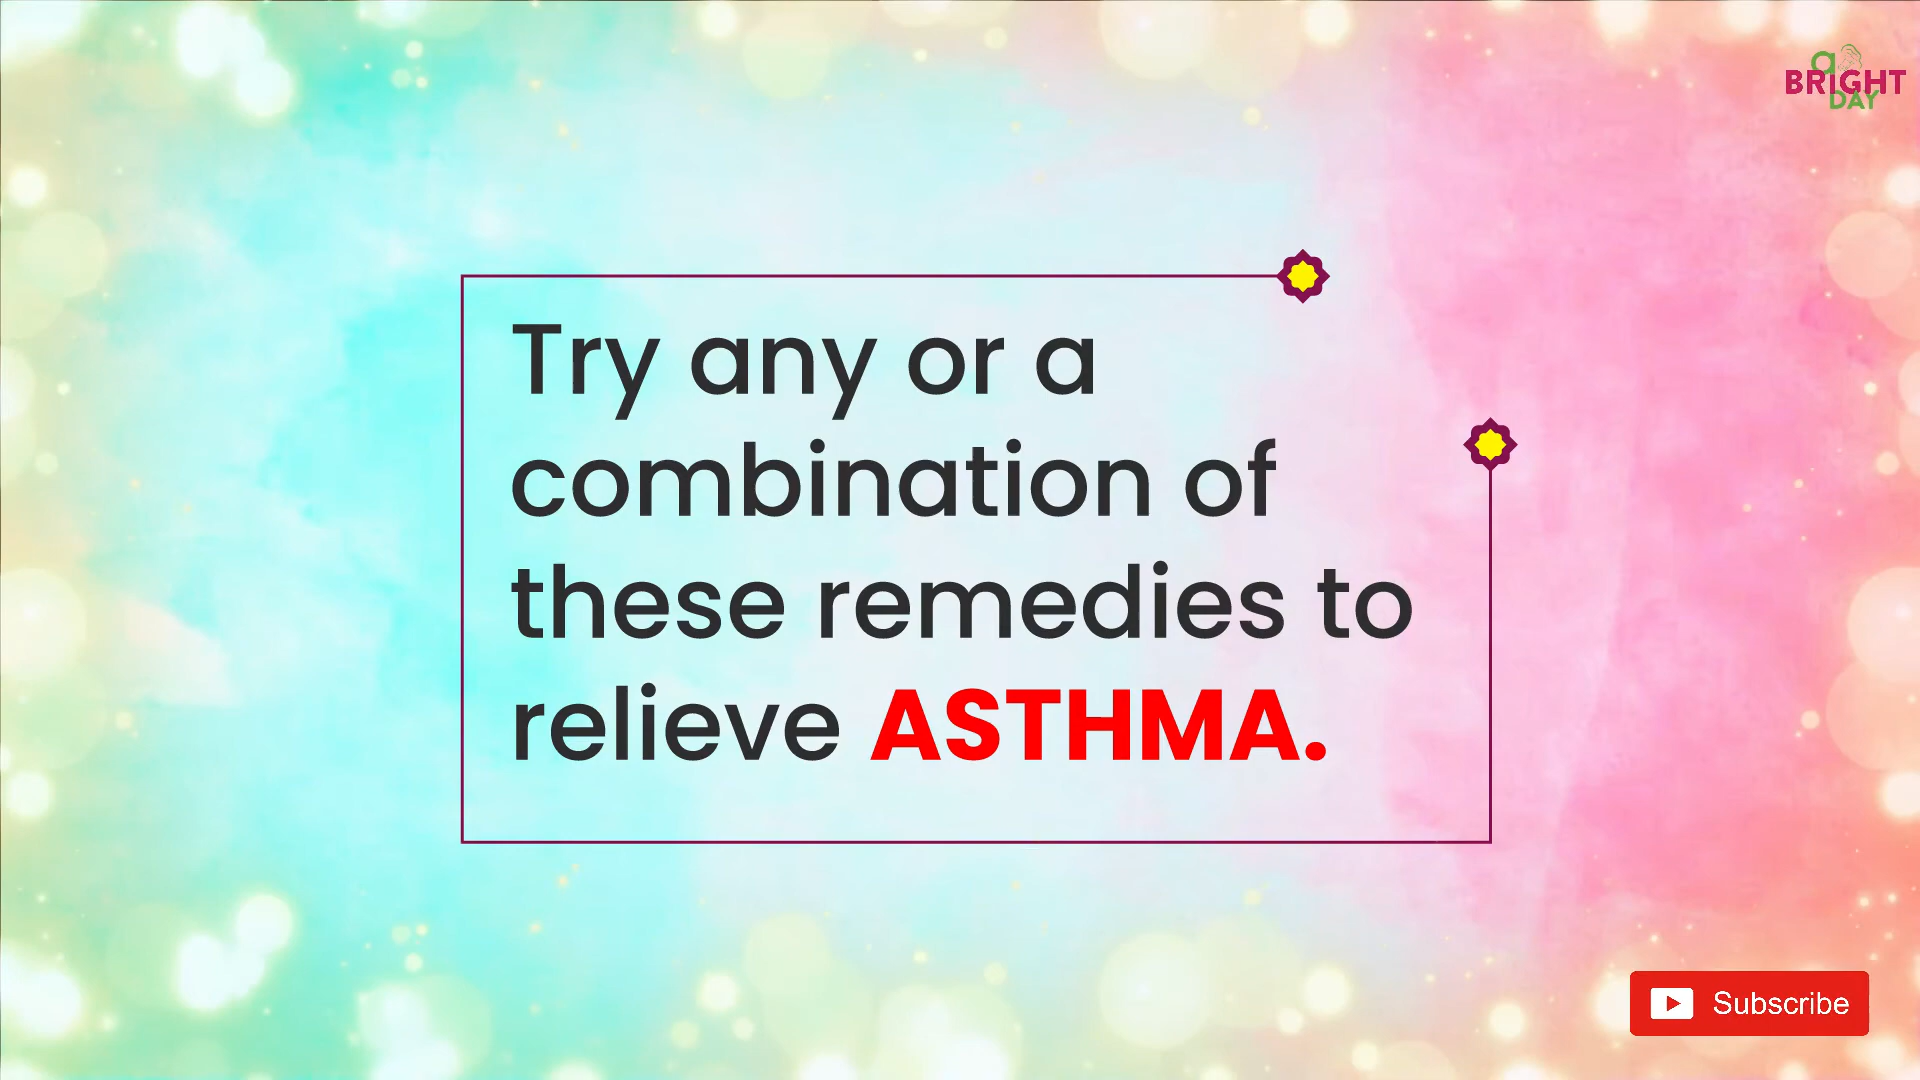 a
BRIGHT
DAY
Try any or a
combination of
these remedies to
relieve ASTHMA.
Subscribe